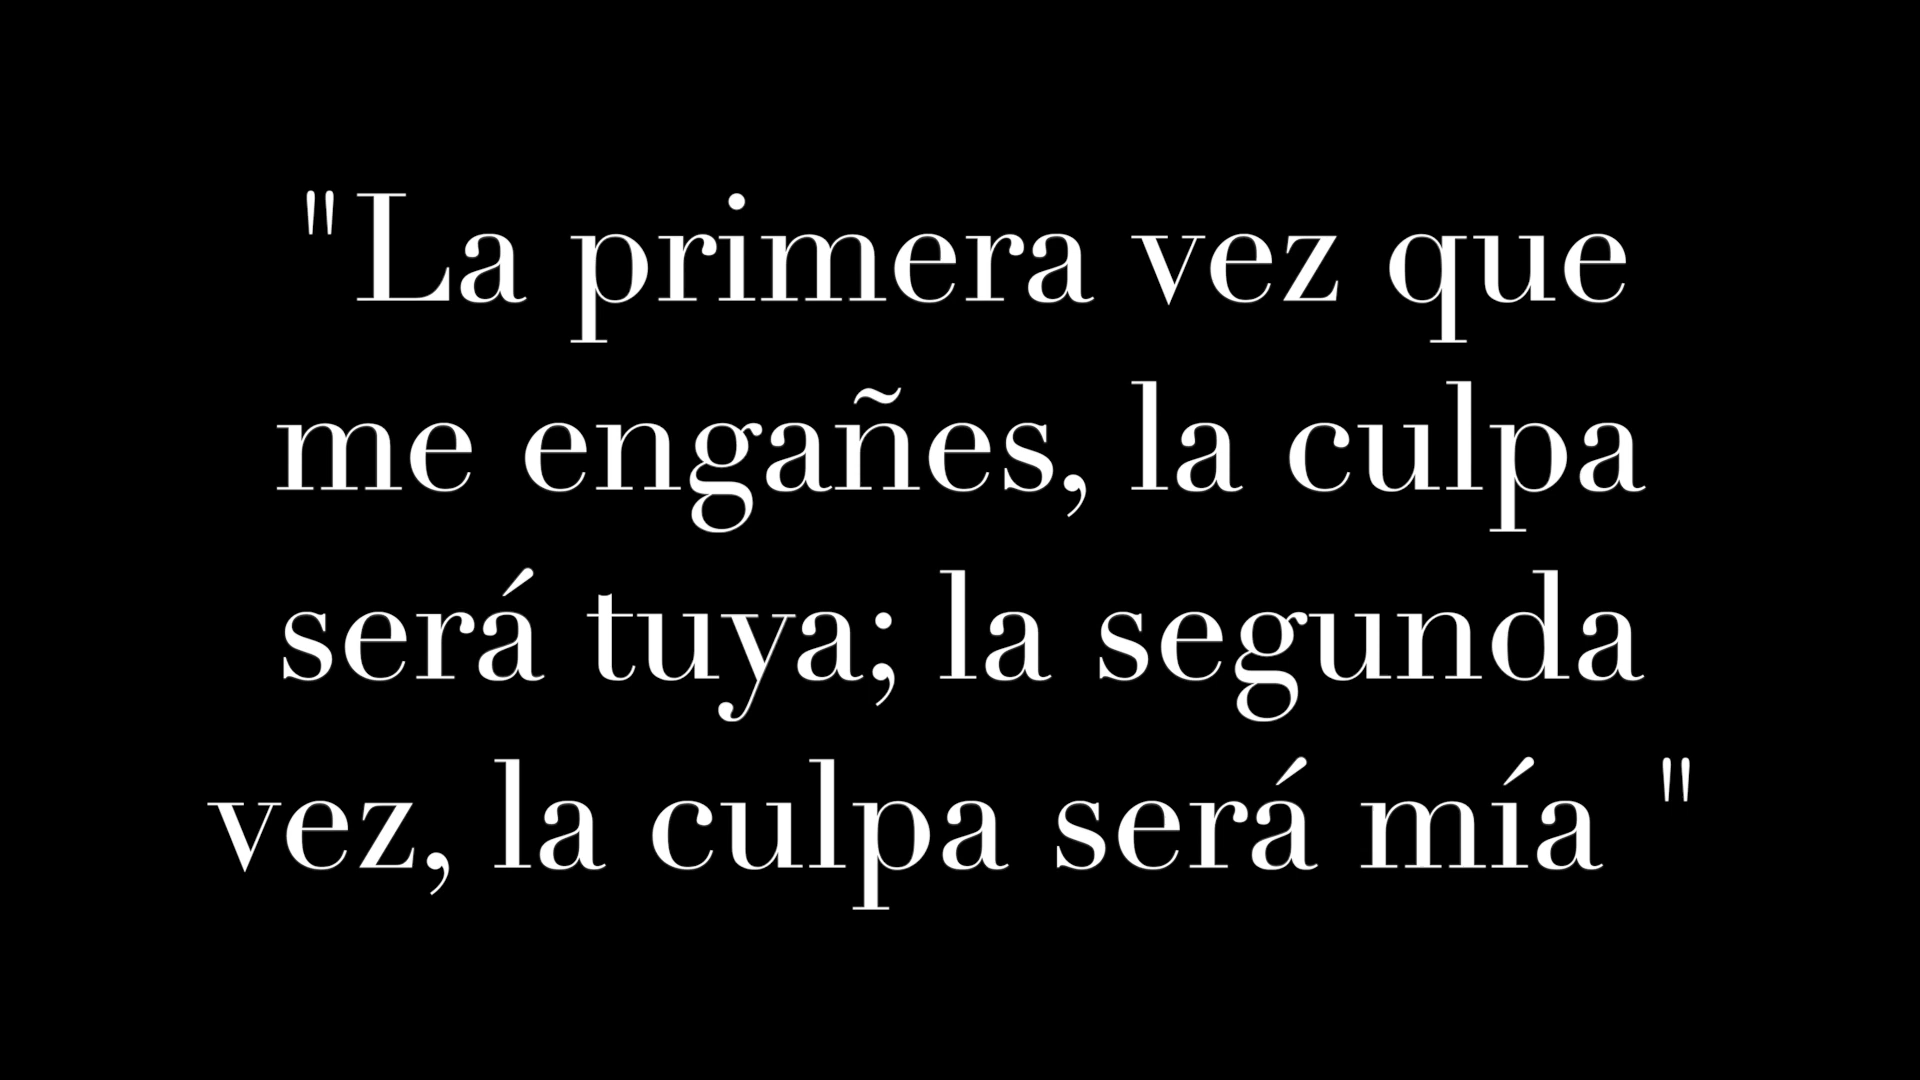 "La primera vez que
me engañes, la culpa
será tuya; la segunda
vez, la culpa será mía "